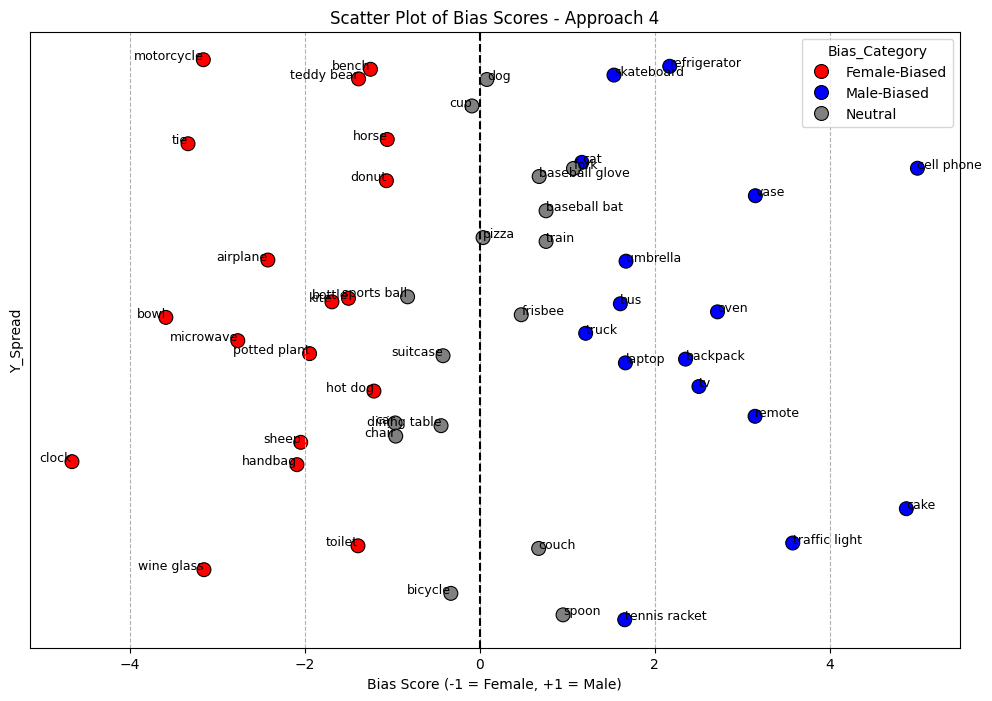 Scatter Plot of Bias Scores - Approach 4
Bias_Category
Female-Biased
Male-Biased
Neutral
motorcycle
bench
teddy bear
dog
skateboard
refrigerator
cup
tie
horse
cat
fork
cell phone
donut
baseball glove
vase
baseball bat
pizza
train
airplane
umbrella
kite
bottle
sports ball
bus
bowl
frisbee
oven
microwave
truck
potted plant
suitcase
laptop
backpack
hot dog
tv
car
dining table
remote
chair
sheep
clock
handbag
cake
toilet
couch
traffic light
wine glass
bicycle
spoon
tennis racket
Y_Spread
−4
−2
0
2
4
Bias Score (-1 = Female, +1 = Male)